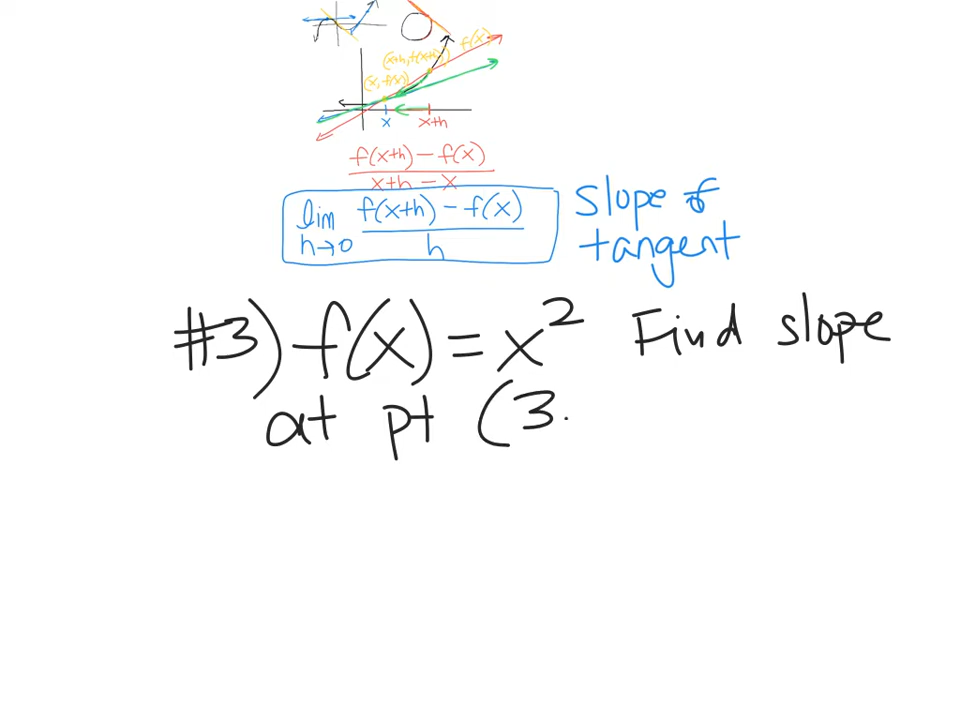 f(x)
(x+h, f(x+h))
(x, f(x))
x x+h
f(x+h) - f(x)
x+h - x
lim h→0 f(x+h) - f(x) / h
slope of
tangent
#3) f(x) = x² Find slope
at pt (3.